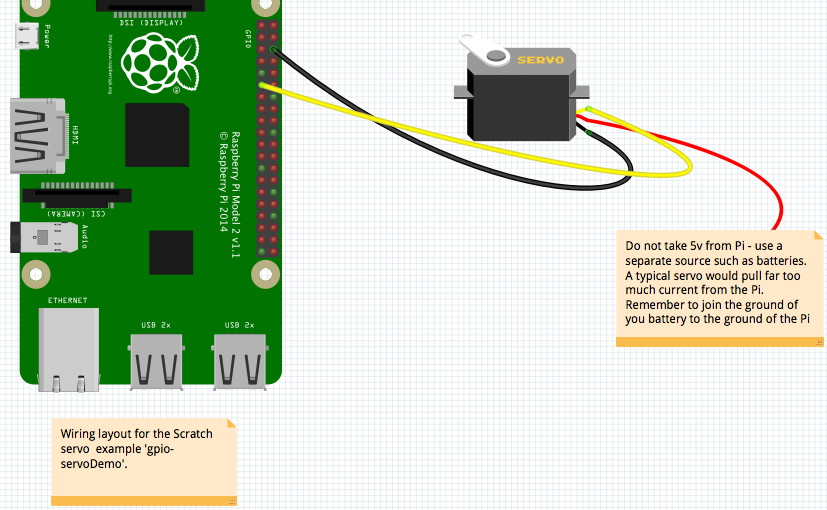 DSI (DISPLAY)
Power
GPIO
http://www.raspberrypi.org
SERVO
HDMI
Raspberry Pi Model 2 v1.1
© Raspberry Pi 2014
CSI (CAMERA)
Audio
Do not take 5v from Pi - use a
separate source such as batteries.
A typical servo would pull far too
much current from the Pi.
Remember to join the ground of
you battery to the ground of the Pi
ETHERNET
USB 2x
USB 2x
Wiring layout for the Scratch
servo example 'gpio-
servoDemo'.